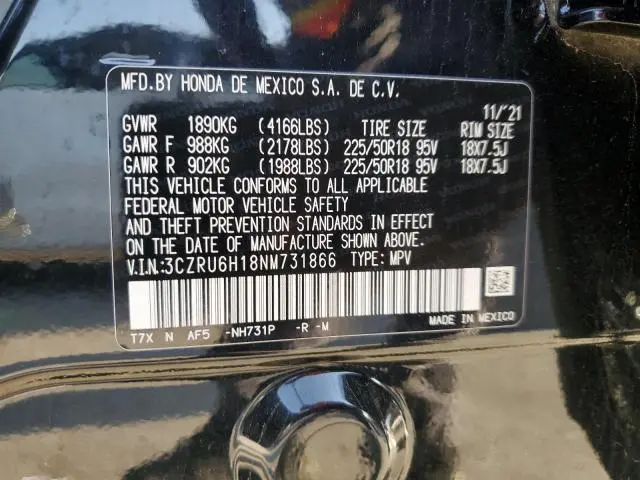 MFD.BY HONDA DE MEXICO S.A. DE C.V.
11/'21
GVWR 1890KG (4166LBS) TIRE SIZE RIM SIZE
GAWR F 988KG (2178LBS) 225/50R18 95V 18X7.5J
GAWR R 902KG (1988LBS) 225/50R18 95V 18X7.5J
THIS VEHICLE CONFORMS TO ALL APPLICABLE
FEDERAL MOTOR VEHICLE SAFETY
AND THEFT PREVENTION STANDARDS IN EFFECT
ON THE DATE OF MANUFACTURE SHOWN ABOVE.
V.I.N.:3CZRU6H18NM731866 TYPE: MPV
T7X N AF5 -NH731P -R -M
MADE IN MEXICO